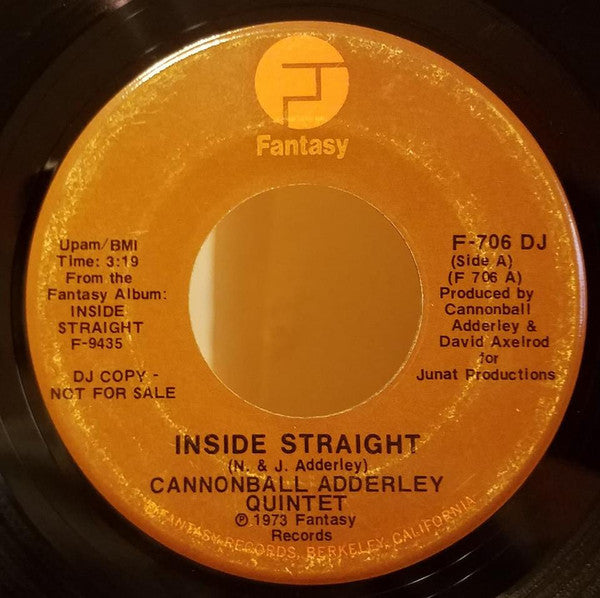 Fantasy
Upam/BMI
Time: 3:19
From the
Fantasy Album:
INSIDE
STRAIGHT
F-9435
DJ COPY -
NOT FOR SALE
F-706 DJ
(Side A)
(F 706 A)
Produced by
Cannonball
Adderley &
David Axelrod
for
Junat Productions
INSIDE STRAIGHT
(N. & J. Adderley)
CANNONBALL ADDERLEY
QUINTET
℗ 1973 Fantasy
Records
FANTASY RECORDS, BERKELEY, CALIFORNIA